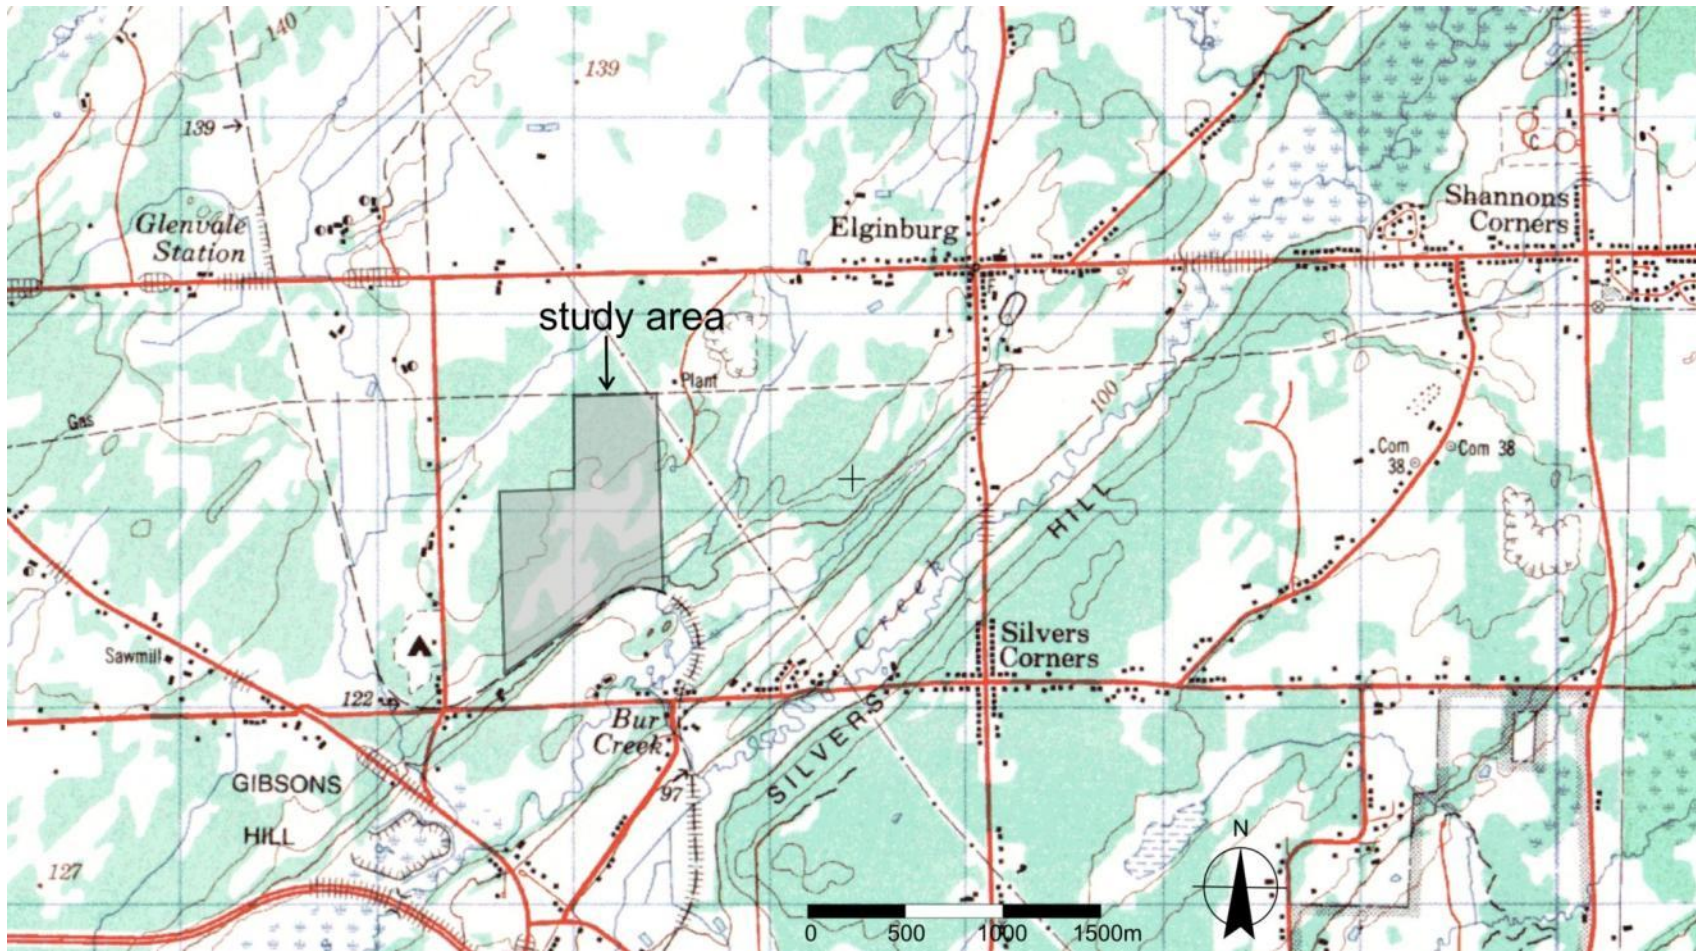 140
139
139
Glenvale
Station
Elginburg
Shannons
Corners
C
study area
Plant
Gas
100
Com
38
Com 38
HILL
Creek
Silvers
Corners
Sawmill
122
Bur
Creek
SILVERS
97
GIBSONS
HILL
127
N
0 500 1000 1500m